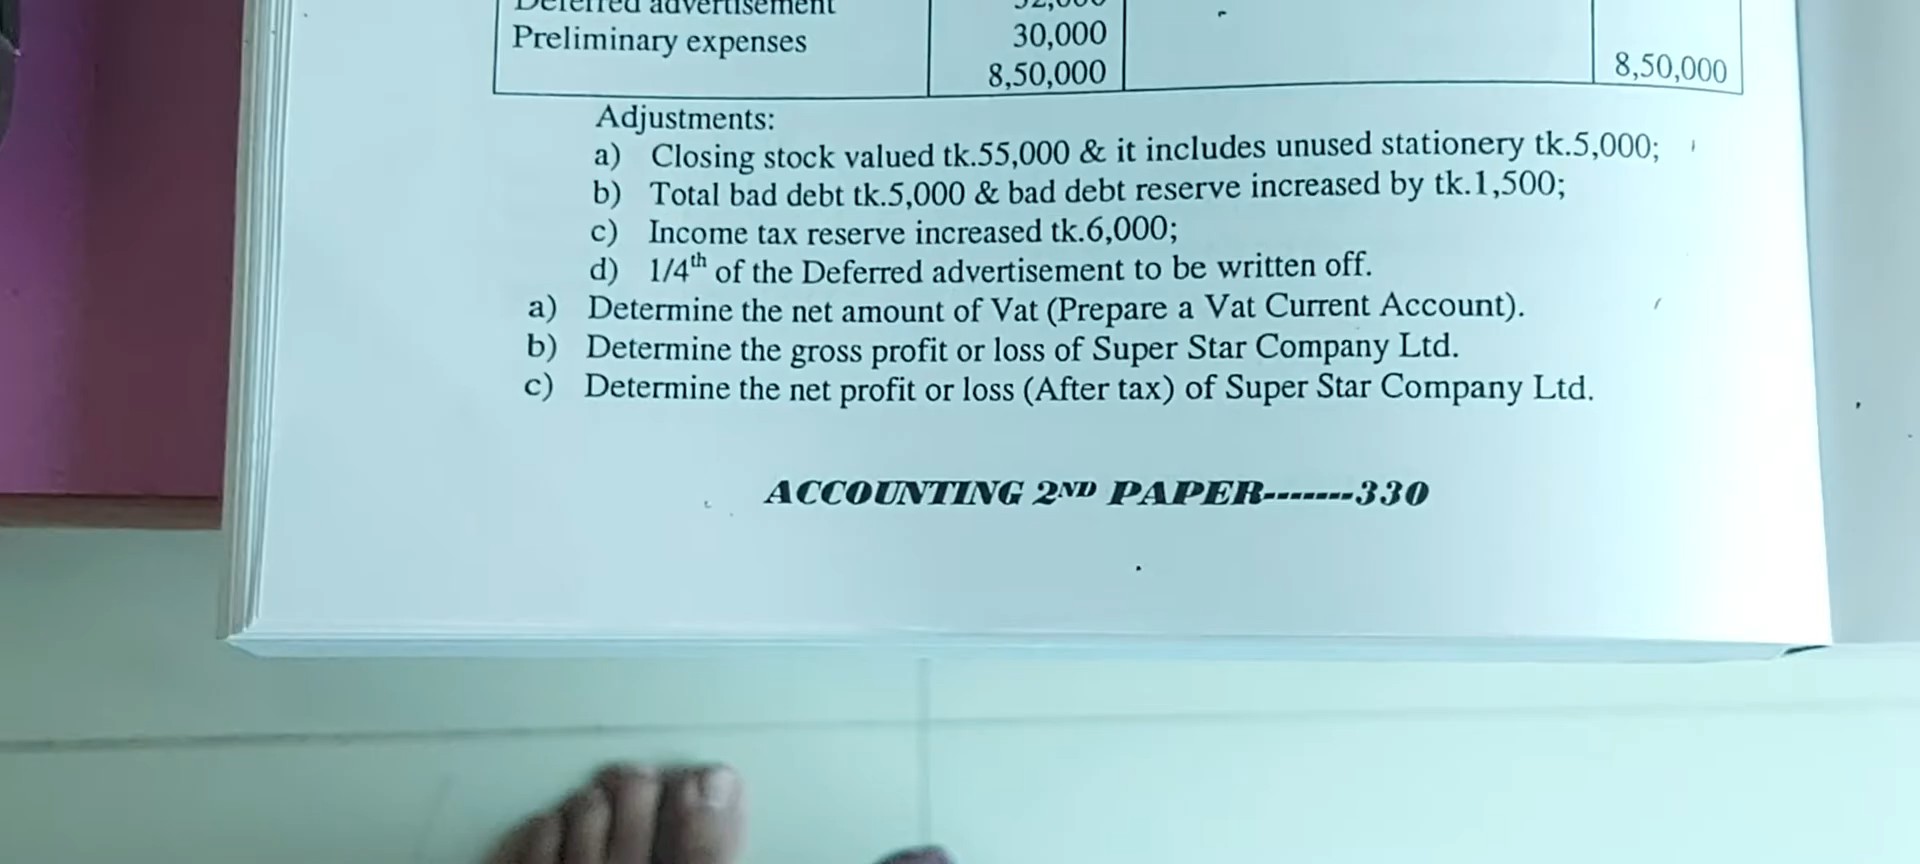 Deferred advertisement
Preliminary expenses 30,000
8,50,000 8,50,000
Adjustments:
a) Closing stock valued tk.55,000 & it includes unused stationery tk.5,000;
b) Total bad debt tk.5,000 & bad debt reserve increased by tk.1,500;
c) Income tax reserve increased tk.6,000;
d) 1/4th of the Deferred advertisement to be written off.
a) Determine the net amount of Vat (Prepare a Vat Current Account).
b) Determine the gross profit or loss of Super Star Company Ltd.
c) Determine the net profit or loss (After tax) of Super Star Company Ltd.
ACCOUNTING 2ND PAPER-------330